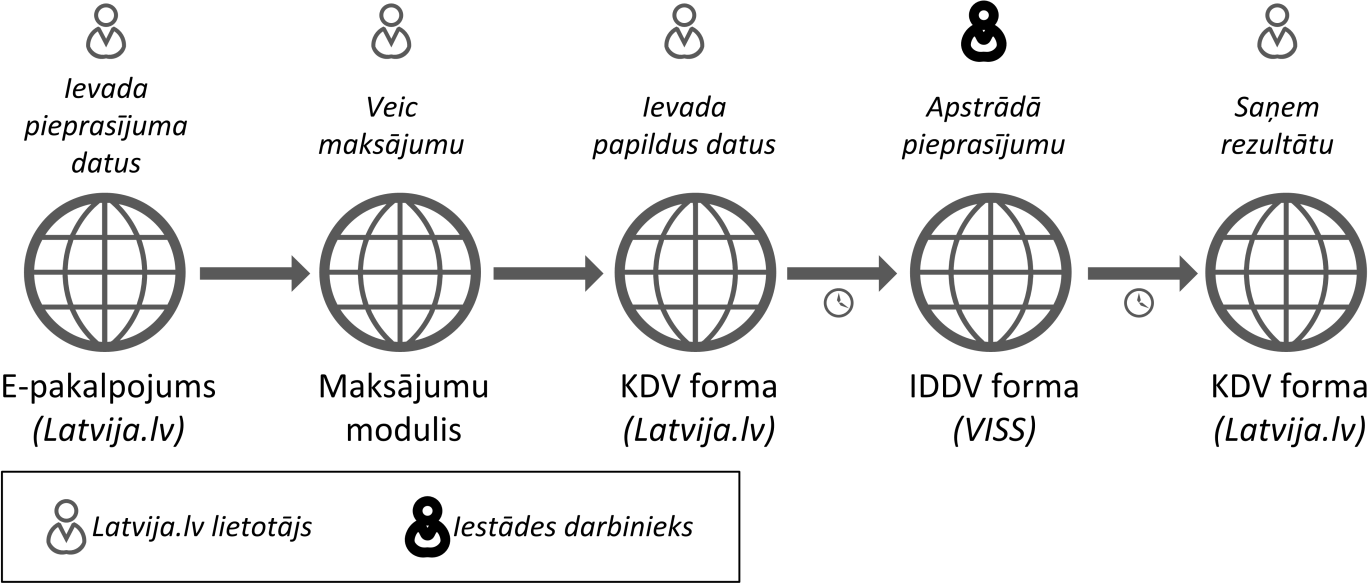 Ievada
pieprasījuma
datus
Veic
maksājumu
Ievada
papildus datus
Apstrādā
pieprasījumu
Saņem
rezultātu
E-pakalpojums
(Latvija.lv)
Maksājumu
modulis
KDV forma
(Latvija.lv)
IDDV forma
(VISS)
KDV forma
(Latvija.lv)
Latvija.lv lietotājs
Iestādes darbinieks